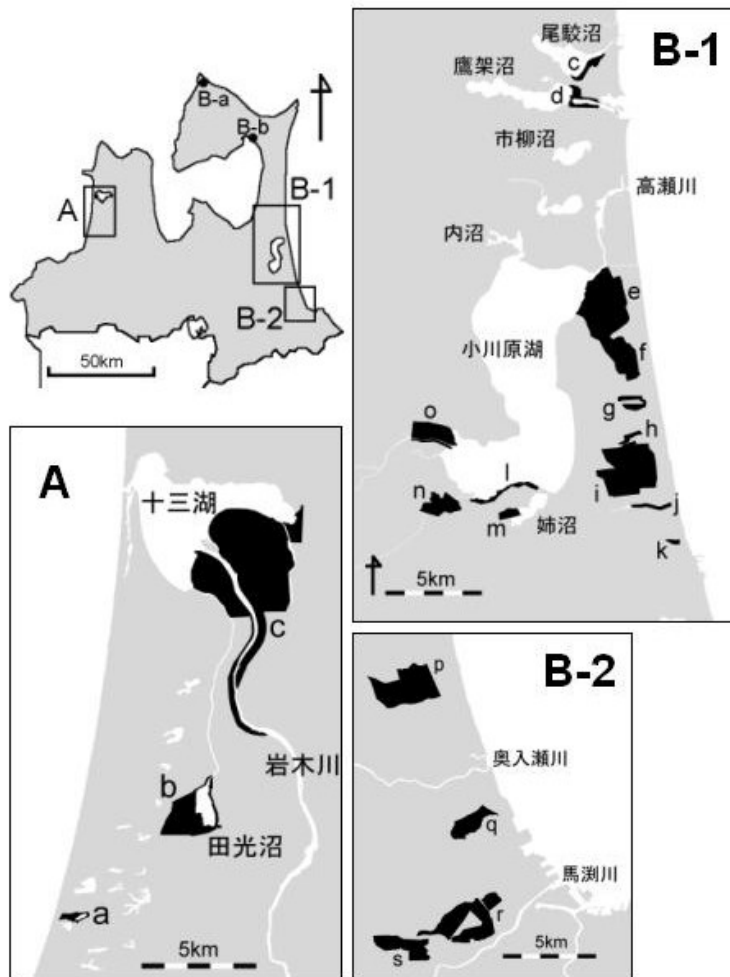 B-a
B-b
A
B-1
B-2
50km
B-1
尾駮沼
c
鷹架沼
d
市柳沼
高瀬川
内沼
e
小川原湖
f
g
o
h
l
n
i
m
姉沼
j
k
5km
A
十三湖
c
岩木川
b
田光沼
a
5km
B-2
p
奥入瀬川
q
馬渕川
r
s
5km